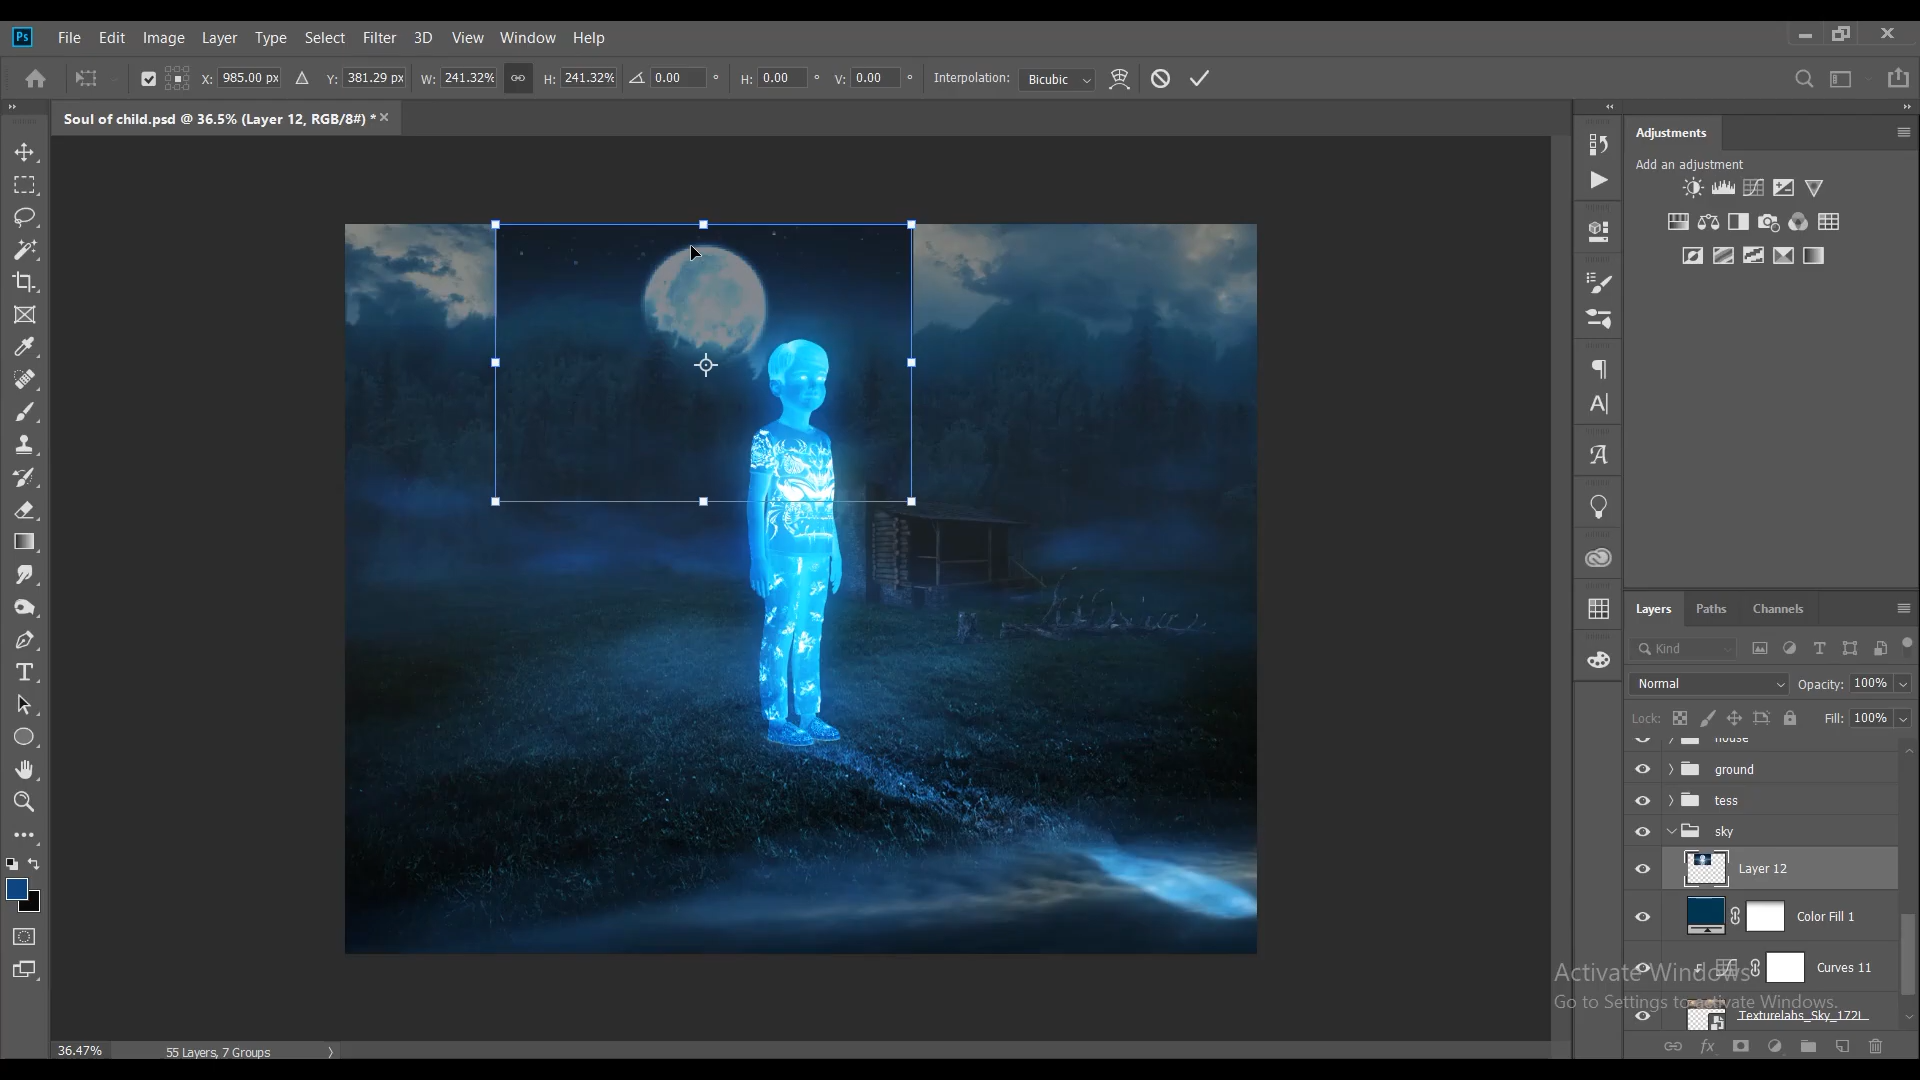 Ps File Edit Image Layer Type Select Filter 3D View Window Help
X: 985.00 px Y: 381.29 px W: 241.32% H: 241.32% 0.00 ° H: 0.00 ° V: 0.00 ° Interpolation: Bicubic
Soul of child.psd @ 36.5% (Layer 12, RGB/8#) *
Adjustments
Add an adjustment
Layers Paths Channels
Kind
Normal Opacity: 100%
Lock: Fill: 100%
house
ground
tess
sky
Layer 12
Color Fill 1
Curves 11
Activate Windows
Go to Settings to activate Windows.
Texturelabs_Sky_172L
36.47% 55 Layers, 7 Groups